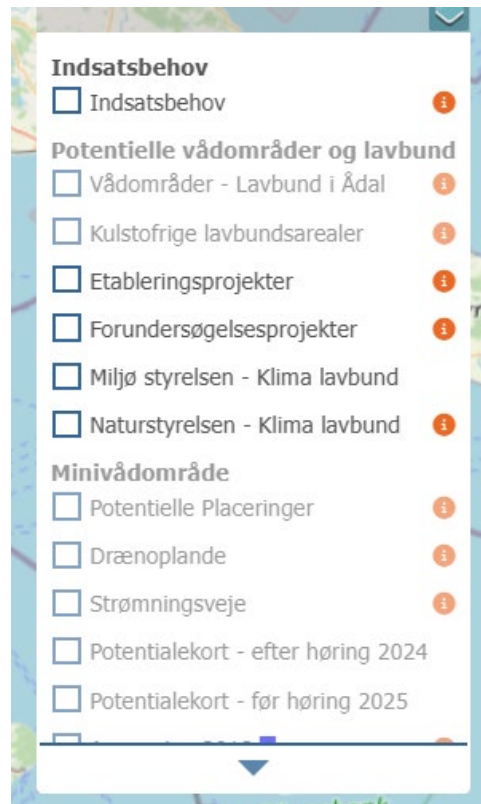 Indsatsbehov
Indsatsbehov
Potentielle vådområder og lavbund
Vådområder - Lavbund i Ådal
Kulstofrige lavbundsarealer
Etableringsprojekter
Forundersøgelsesprojekter
Miljø styrelsen - Klima lavbund
Naturstyrelsen - Klima lavbund
Minivådområde
Potentielle Placeringer
Drænoplande
Strømningsveje
Potentialekort - efter høring 2024
Potentialekort - før høring 2025